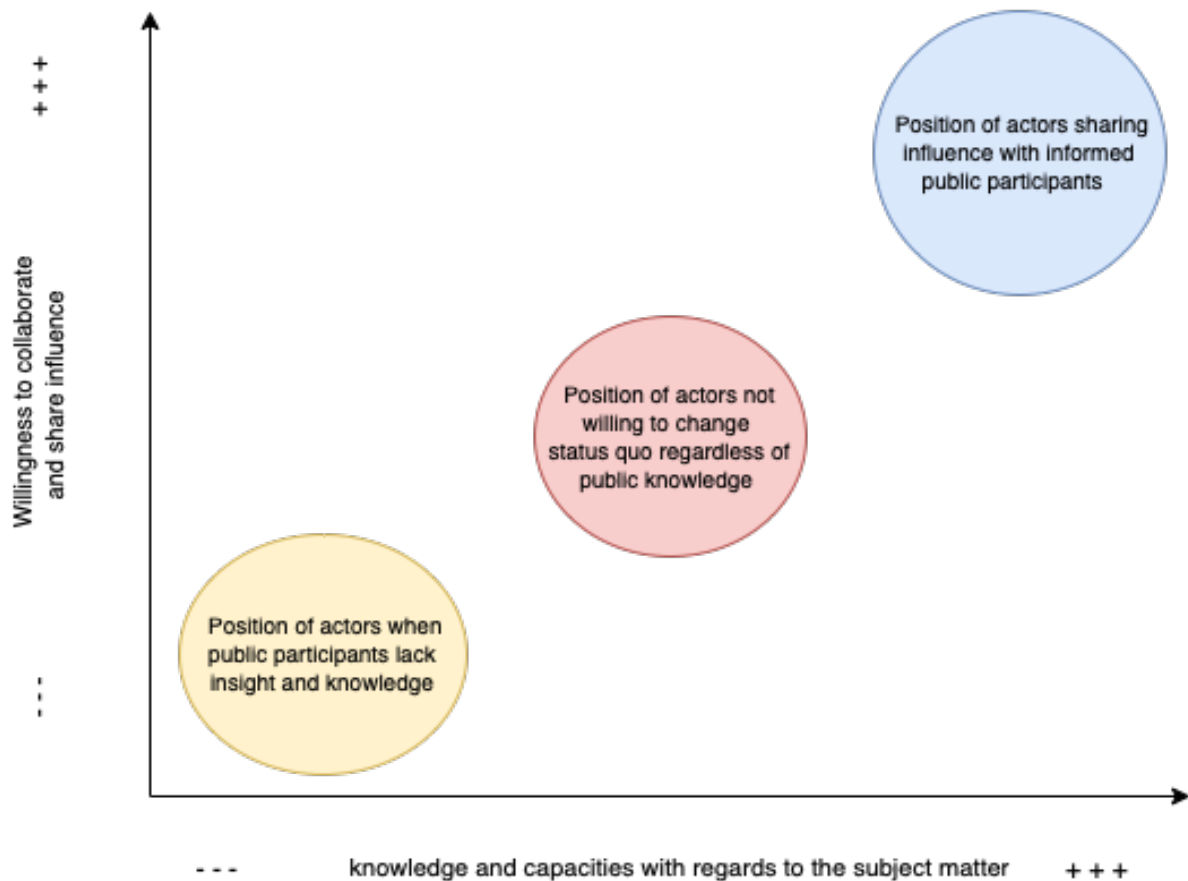 + + +
Willingness to collaborate
and share influence
- - -
Position of actors sharing
influence with informed
public participants
Position of actors not
willing to change
status quo regardless of
public knowledge
Position of actors when
public participants lack
insight and knowledge
- - - knowledge and capacities with regards to the subject matter + + +